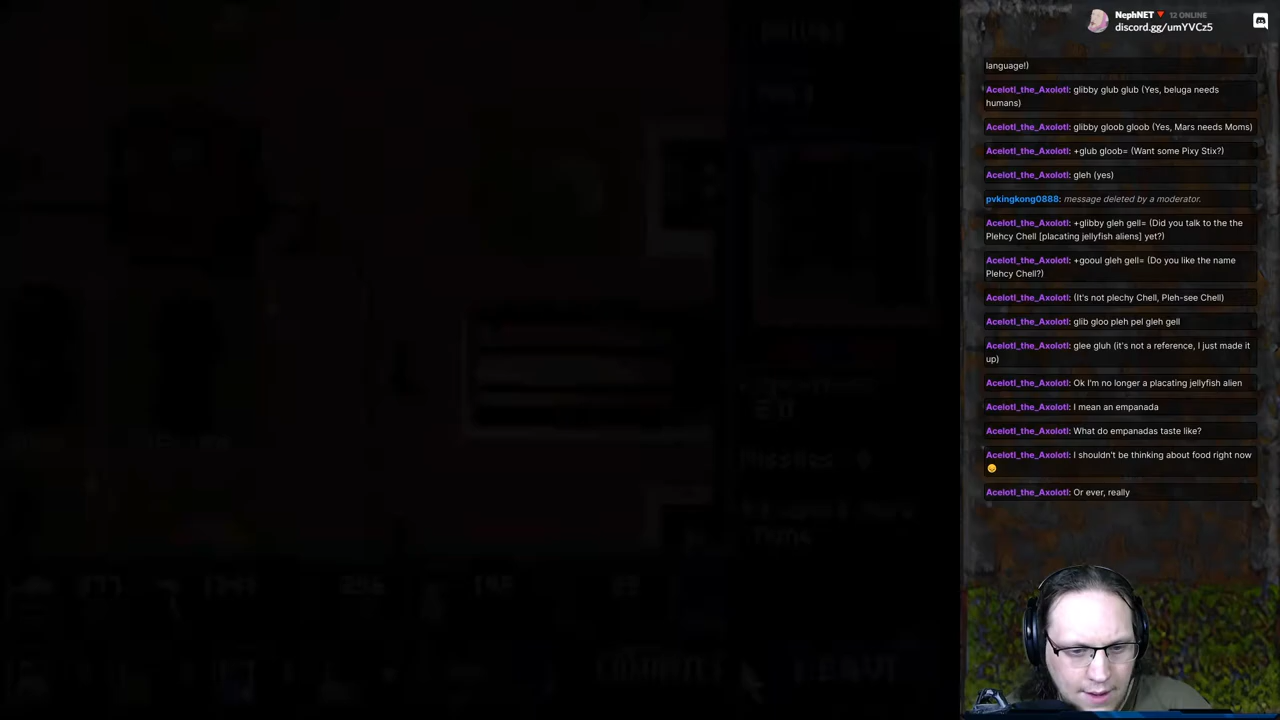 NephNET 12 ONLINE
discord.gg/umYVCz5
language!)
Acelotl_the_Axolotl: glibby glub glub (Yes, beluga needs
humans)
Acelotl_the_Axolotl: glibby gloob gloob (Yes, Mars needs Moms)
Acelotl_the_Axolotl: +glub gloob= (Want some Pixy Stix?)
Acelotl_the_Axolotl: gleh (yes)
pvkingkong0888: message deleted by a moderator.
Acelotl_the_Axolotl: +glibby gleh gell= (Did you talk to the the
Plehcy Chell [placating jellyfish aliens] yet?)
Acelotl_the_Axolotl: +gooul gleh gell= (Do you like the name
Plehcy Chell?)
Acelotl_the_Axolotl: (It's not plechy Chell, Pleh-see Chell)
Acelotl_the_Axolotl: glib gloo pleh pel gleh gell
Acelotl_the_Axolotl: glee gluh (it's not a reference, I just made it
up)
Acelotl_the_Axolotl: Ok I'm no longer a placating jellyfish alien
Acelotl_the_Axolotl: I mean an empanada
Acelotl_the_Axolotl: What do empanadas taste like?
Acelotl_the_Axolotl: I shouldn't be thinking about food right now
Acelotl_the_Axolotl: Or ever, really
LEAVE